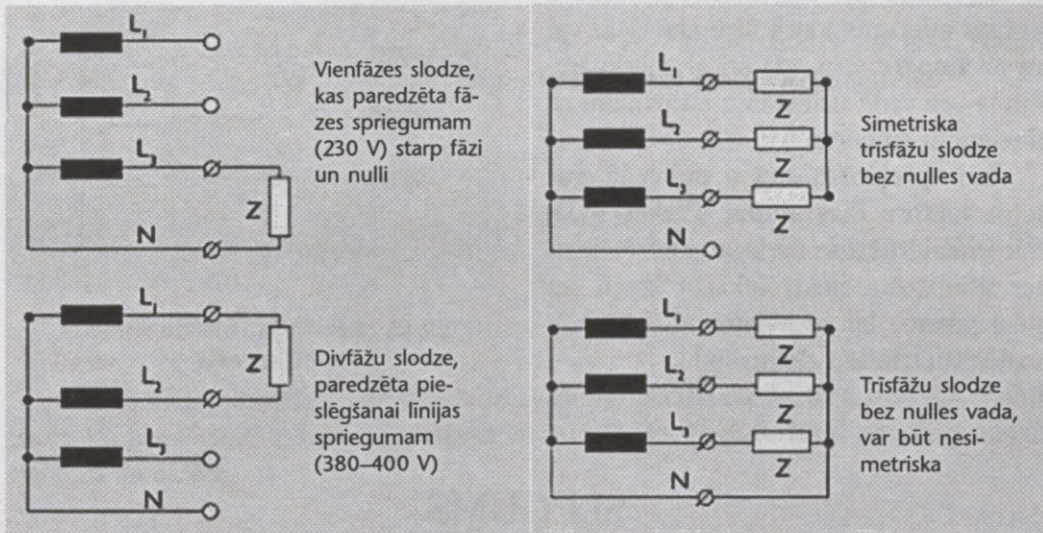 L₁
L₂
L₃
N
Z
Vienfāzes slodze,
kas paredzēta fā-
zes spriegumam
(230 V) starp fāzi
un nulli
L₁
L₂
L₃
N
Z
Divfāžu slodze,
paredzēta pie-
slēgšanai līnijas
spriegumam
(380–400 V)
L₁
Z
L₂
Z
L₃
Z
N
Simetriska
trīsfāžu slodze
bez nulles vada
L₁
Z
L₂
Z
L₃
Z
N
Trīsfāžu slodze
bez nulles vada,
var būt nesi-
metriska